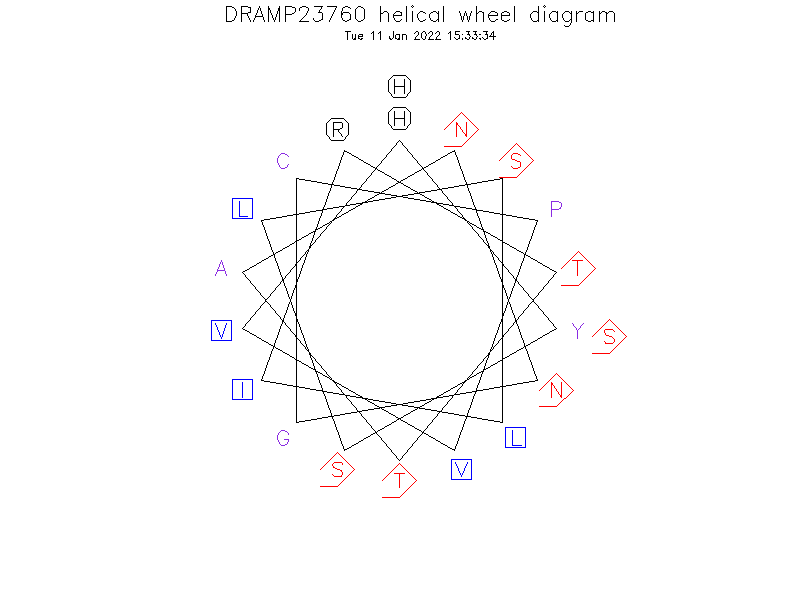 DRAMP23760 helical wheel diagram
Tue 11 Jan 2022 15:33:34
H
H
R N
C S
L P
A T
V Y S
I N
G L
S T V